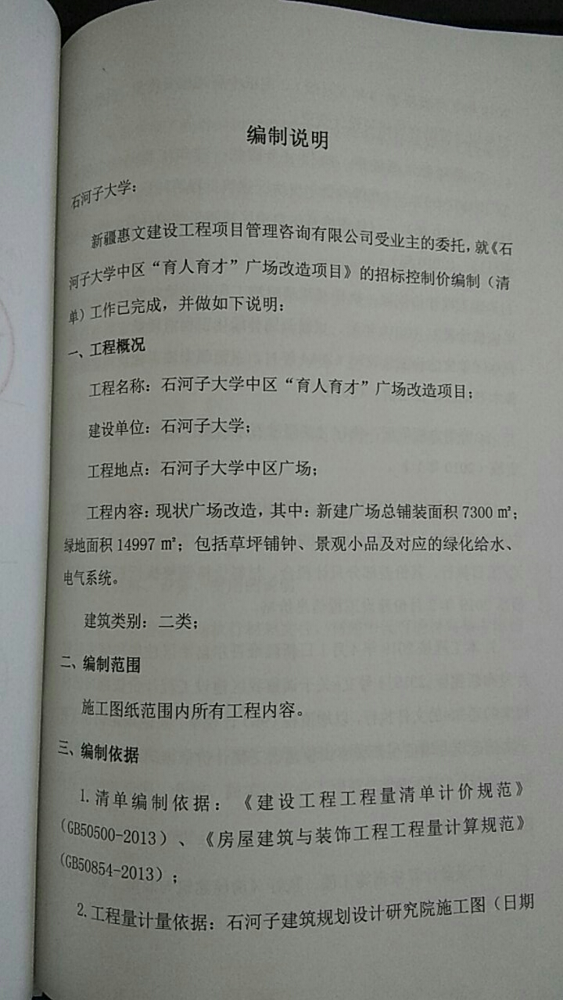 编制说明
石河子大学：
新疆惠文建设工程项目管理咨询有限公司受业主的委托，就《石
河子大学中区“育人育才”广场改造项目》的招标控制价编制（清
单）工作已完成，并做如下说明：
一、工程概况
工程名称：石河子大学中区“育人育才”广场改造项目；
建设单位：石河子大学；
工程地点：石河子大学中区广场；
工程内容：现状广场改造，其中：新建广场总铺装面积 7300 ㎡；
绿地面积 14997 ㎡；包括草坪铺钟、景观小品及对应的绿化给水、
电气系统。
建筑类别：二类；
二、编制范围
施工图纸范围内所有工程内容。
三、编制依据
1.清单编制依据：《建设工程工程量清单计价规范》
（GB50500-2013）、《房屋建筑与装饰工程工程量计算规范》
（GB50854-2013）；
2.工程量计量依据：石河子建筑规划设计研究院施工图（日期